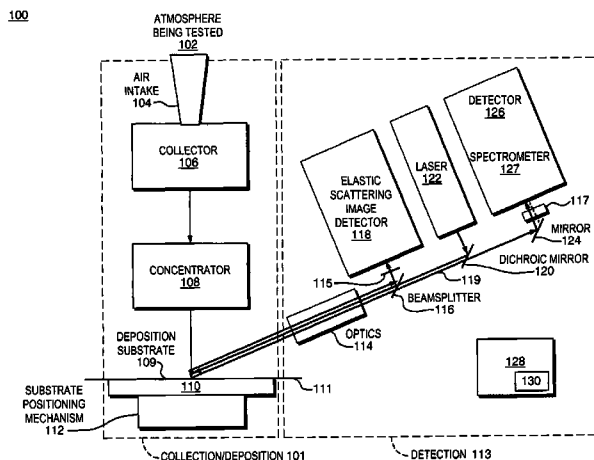 100
ATMOSPHERE
BEING TESTED
102
AIR
INTAKE
104
COLLECTOR
106
CONCENTRATOR
108
DEPOSITION
SUBSTRATE
109
110
111
SUBSTRATE
POSITIONING
MECHANISM
112
COLLECTION/DEPOSITION 101
ELASTIC
SCATTERING
IMAGE
DETECTOR
118
LASER
122
DETECTOR
126
SPECTROMETER
127
117
MIRROR
124
DICHROIC MIRROR
120
119
115
BEAMSPLITTER
116
OPTICS
114
128
130
DETECTION 113